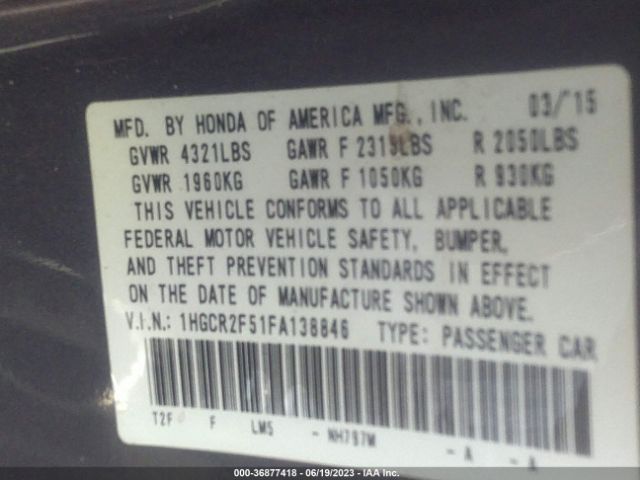 MFD. BY HONDA OF AMERICA MFG., INC. 03/15
GVWR 4321LBS GAWR F 2315LBS R 2050LBS
GVWR 1960KG GAWR F 1050KG R 930KG
THIS VEHICLE CONFORMS TO ALL APPLICABLE
FEDERAL MOTOR VEHICLE SAFETY, BUMPER,
AND THEFT PREVENTION STANDARDS IN EFFECT
ON THE DATE OF MANUFACTURE SHOWN ABOVE.
V.I.N.: 1HGCR2F51FA138846 TYPE: PASSENGER CAR
T2F F LM5 - NH797M - A - A
000-36877418 - 06/19/2023 - IAA Inc.